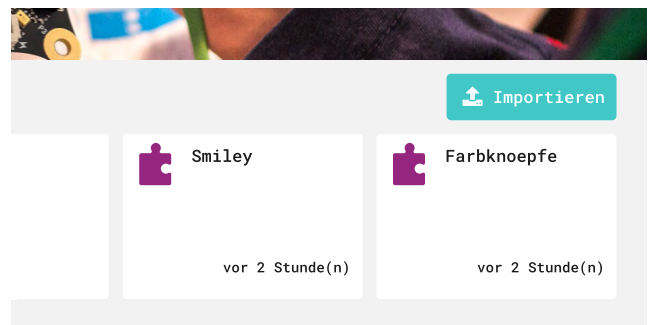 Importieren
Smiley
Farbknoepfe
vor 2 Stunde(n)
vor 2 Stunde(n)